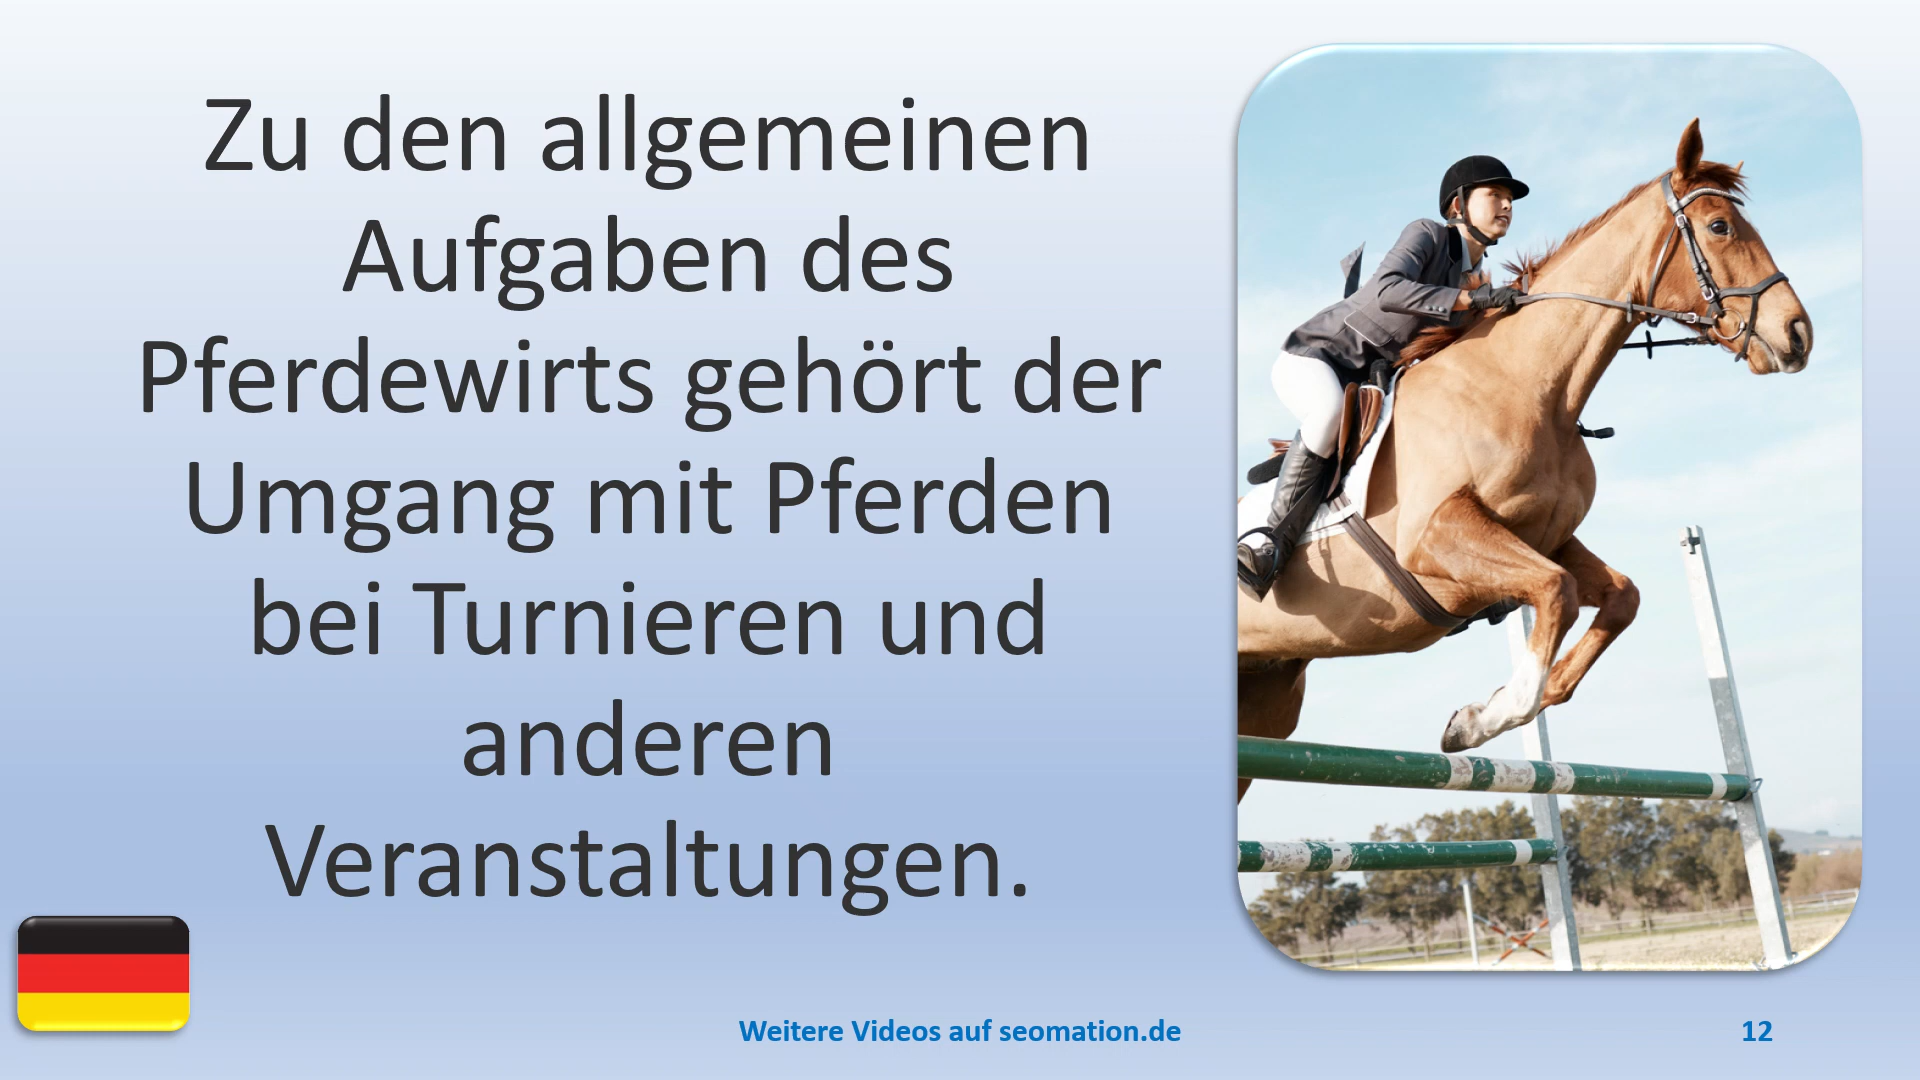 Zu den allgemeinen
Aufgaben des
Pferdewirts gehört der
Umgang mit Pferden
bei Turnieren und
anderen
Veranstaltungen.
Weitere Videos auf seomation.de
12